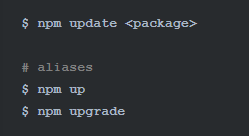 $ npm update <package>
# aliases
$ npm up
$ npm upgrade